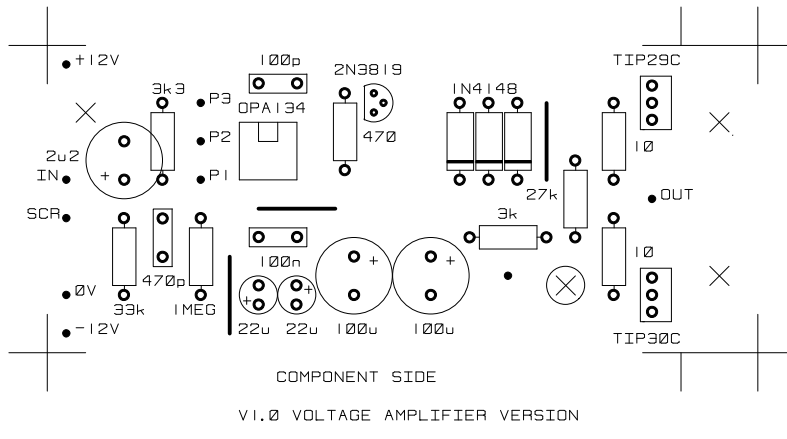 +12V
100p
2N3819
TIP29C
3k3
P3
OPA134
1N4148
P2
470
10
2u2
IN
P1
27k
OUT
SCR
3k
100n
10
470p
0V
33k
1MEG
22u
22u
100u
100u
-12V
TIP30C
COMPONENT SIDE
V1.0 VOLTAGE AMPLIFIER VERSION
+
+
+
+
+